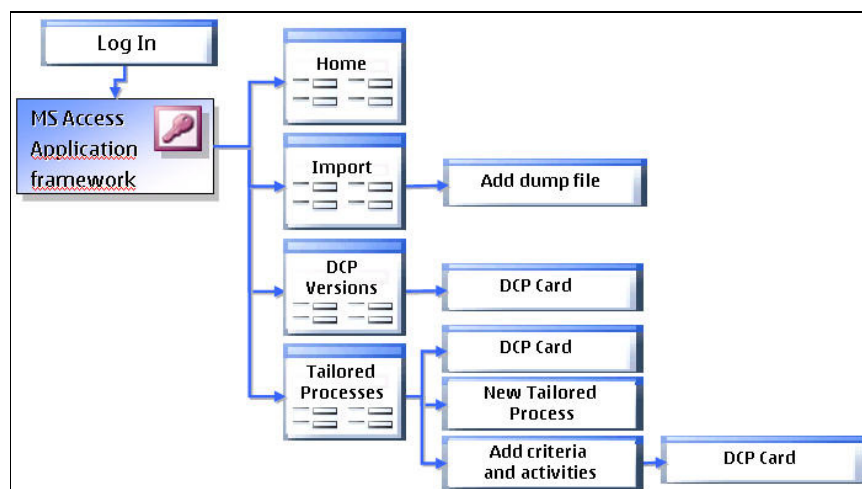 Log In
MS Access
Application
framework
Home
Import
Add dump file
DCP
Versions
DCP Card
Tailored
Processes
DCP Card
New Tailored
Process
Add criteria
and activities
DCP Card